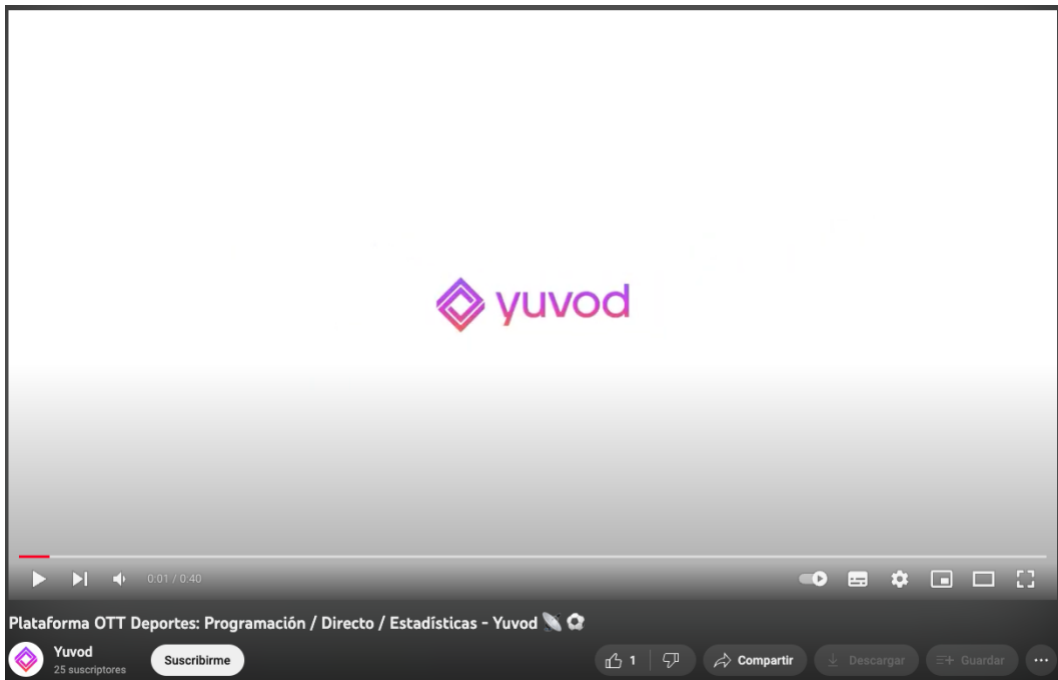 yuvod
0:01 / 0:40
Plataforma OTT Deportes: Programación / Directo / Estadísticas - Yuvod
Yuvod
25 suscriptores
Suscribirme
1
Compartir
Descargar
Guardar